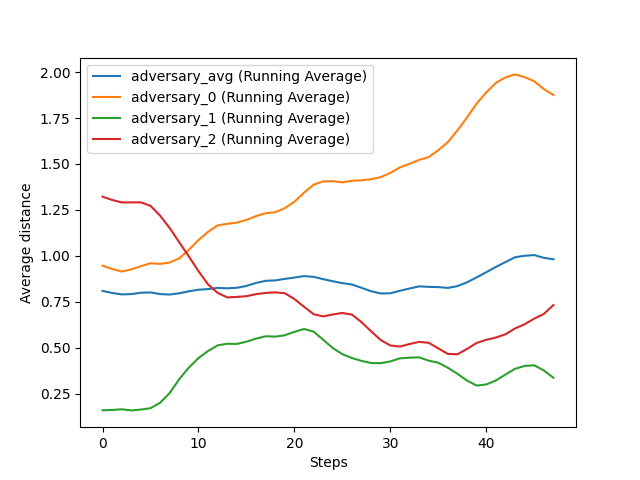 adversary_avg (Running Average)
adversary_0 (Running Average)
adversary_1 (Running Average)
adversary_2 (Running Average)
2.00
1.75
1.50
1.25
1.00
0.75
0.50
0.25
Average distance
0
10
20
30
40
Steps